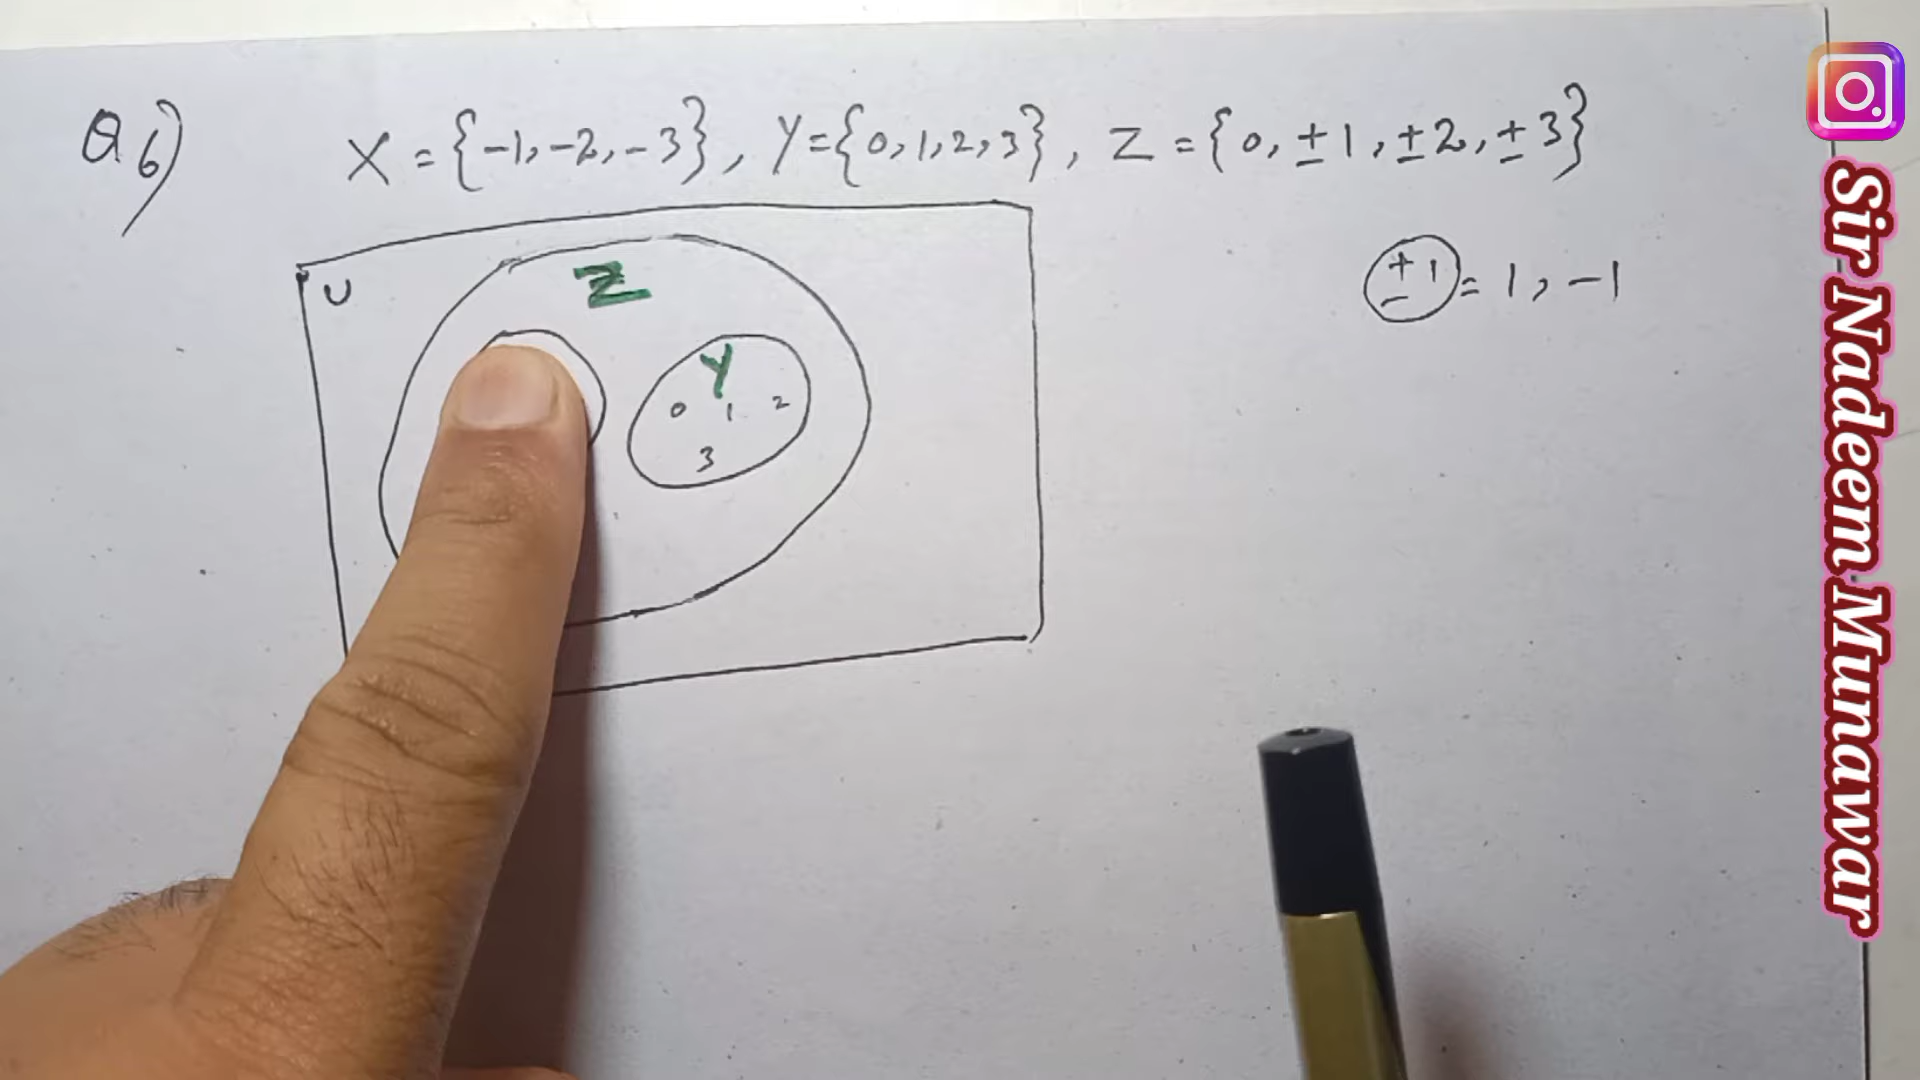 Q6) X = {-1, -2, -3}, Y = {0, 1, 2, 3}, Z = {0, ±1, ±2, ±3}
U
Z
±1 = 1, -1
Y
0 1 2
3
Sir Nadeem Munawar